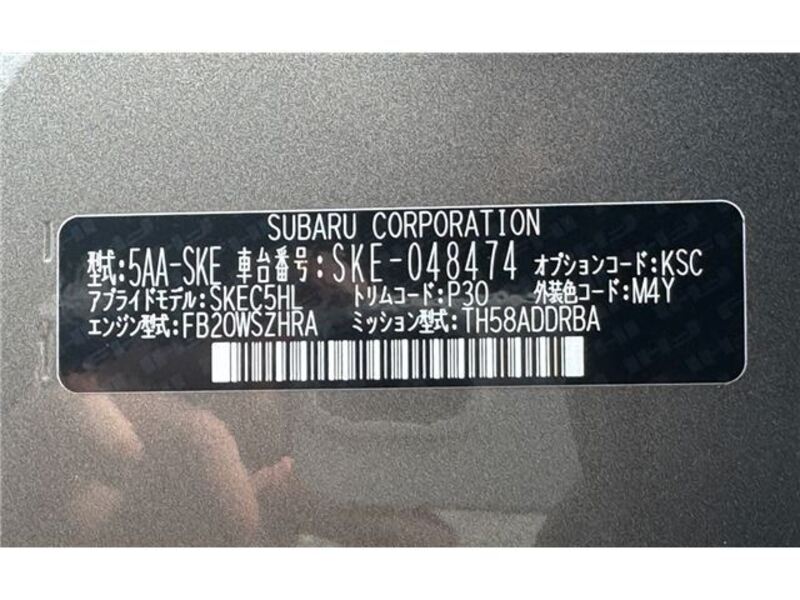 SUBARU CORPORATION
型式:5AA-SKE 車台番号:SKE-048474 オプションコード:KSC
アプライドモデル:SKEC5HL トリムコード:P30 外装色コード:M4Y
エンジン型式:FB20WSZHRA ミッション型式:TH58ADDRBA